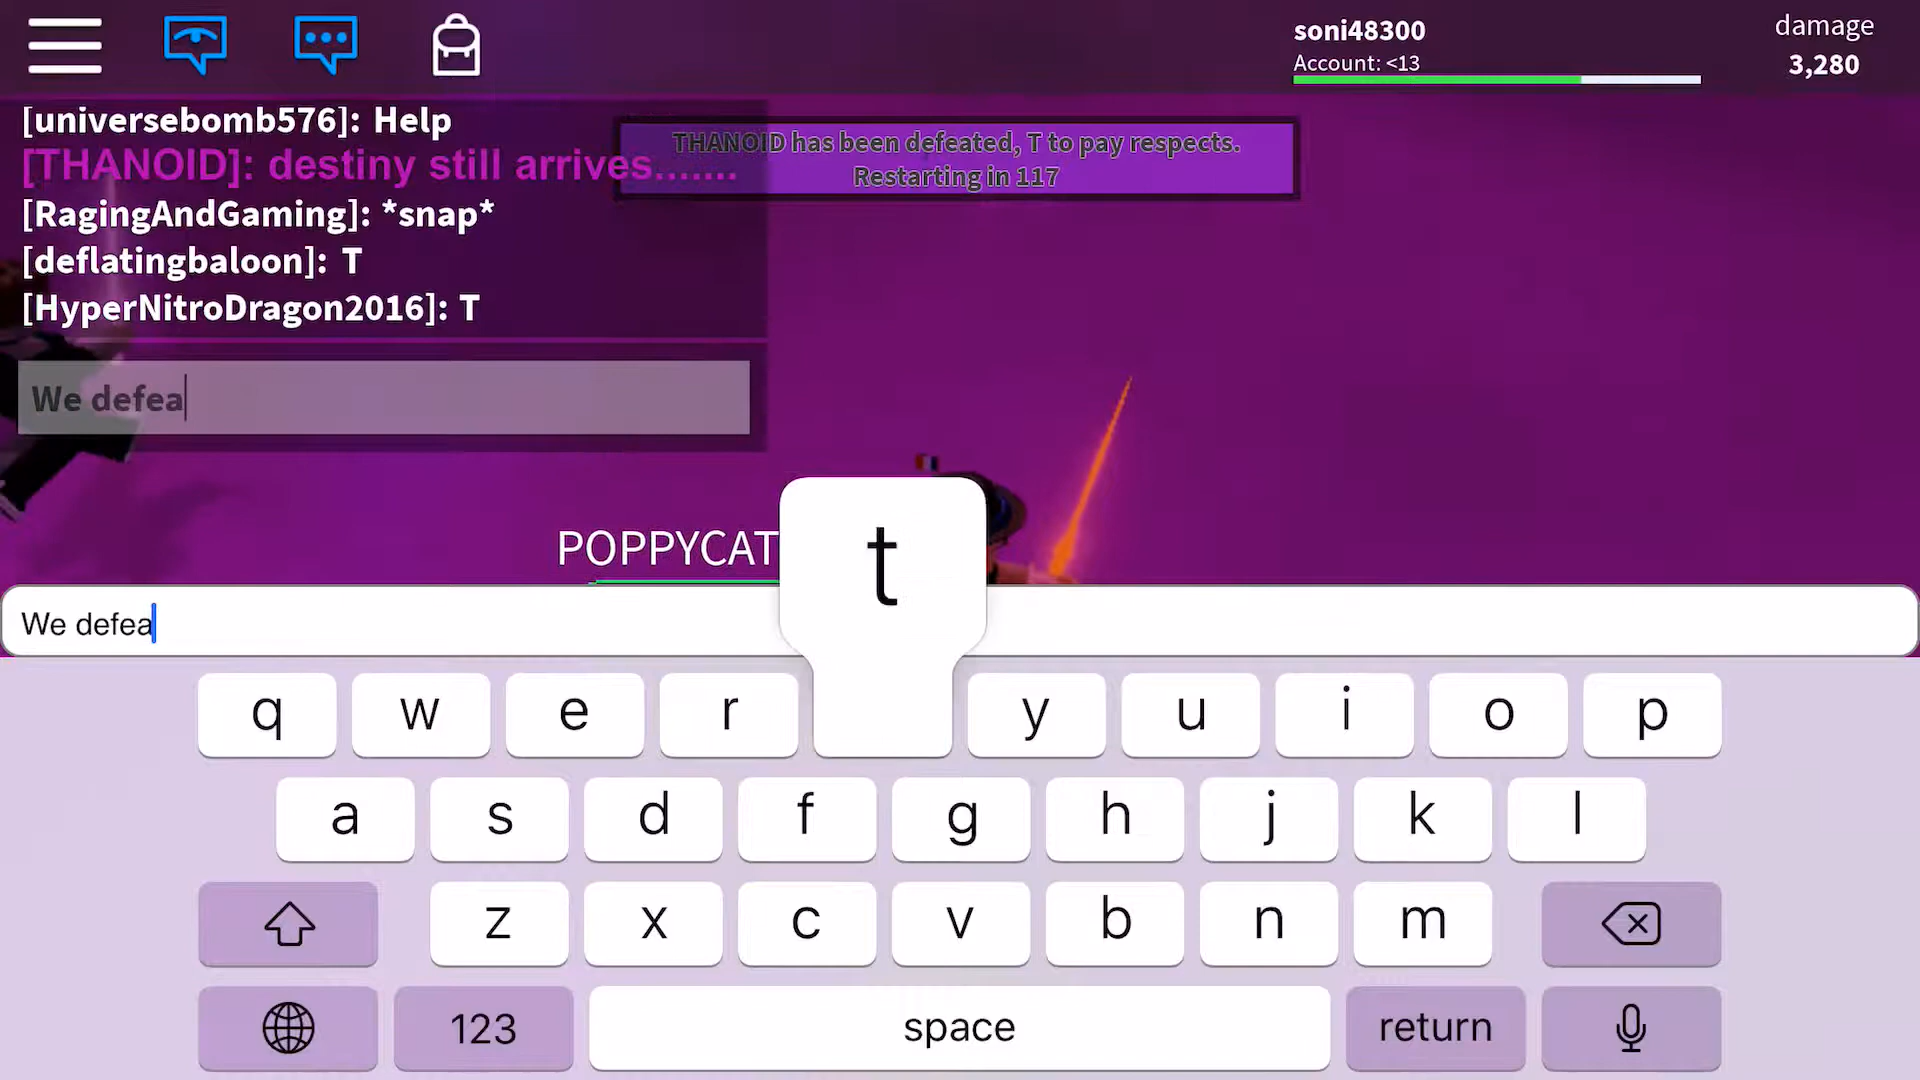 soni48300
Account: <13
damage
3,280
[universebomb576]: Help
[THANOID]: destiny still arrives.......
[RagingAndGaming]: *snap*
[deflatingbaloon]: T
[HyperNitroDragon2016]: T
THANOID has been defeated, T to pay respects.
Restarting in 117
We defea
POPPYCAT
t
We defea
q w e r y u i o p
a s d f g h j k l
z x c v b n m
123 space return